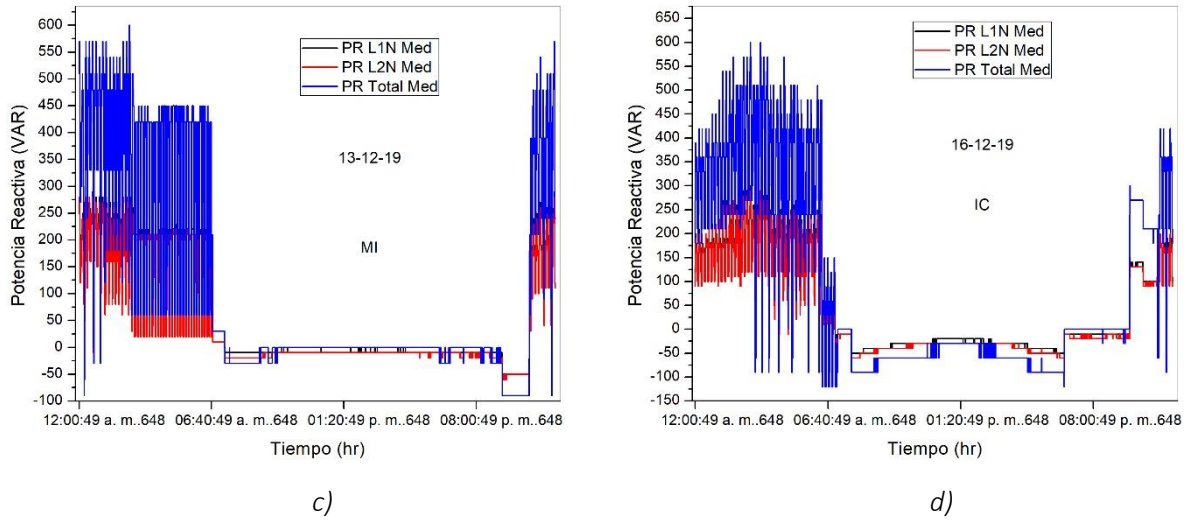 600
550
500
450
400
350
300
250
200
150
100
50
0
-50
-100
Potencia Reactiva (VAR)
PR L1N Med
PR L2N Med
PR Total Med
13-12-19
MI
12:00:49 a. m..648
06:40:49 a. m..648
01:20:49 p. m..648
08:00:49 p. m..648
Tiempo (hr)
c)
650
600
550
500
450
400
350
300
250
200
150
100
50
0
-50
-100
-150
Potencia Reactiva (VAR)
PR L1N Med
PR L2N Med
PR Total Med
16-12-19
IC
12:00:49 a. m..648
06:40:49 a. m..648
01:20:49 p. m..648
08:00:49 p. m..648
Tiempo (hr)
d)